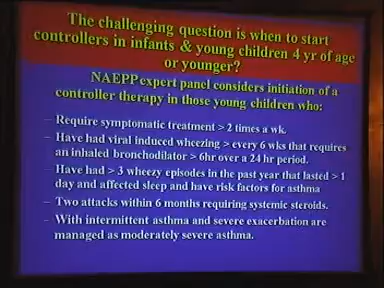 The challenging question is when to start
controllers in infants & young children 4 yr of age
or younger?
NAEPP expert panel considers initiation of a
controller therapy in those young children who:
– Require symptomatic treatment > 2 times a wk.
– Have had viral induced wheezing > every 6 wks that requires
an inhaled bronchodilator > 6hr over a 24 hr period.
– Have had > 3 wheezy episodes in the past year that lasted > 1
day and affected sleep and have risk factors for asthma
– Two attacks within 6 months requiring systemic steroids.
– With intermittent asthma and severe exacerbation are
managed as moderately severe asthma.